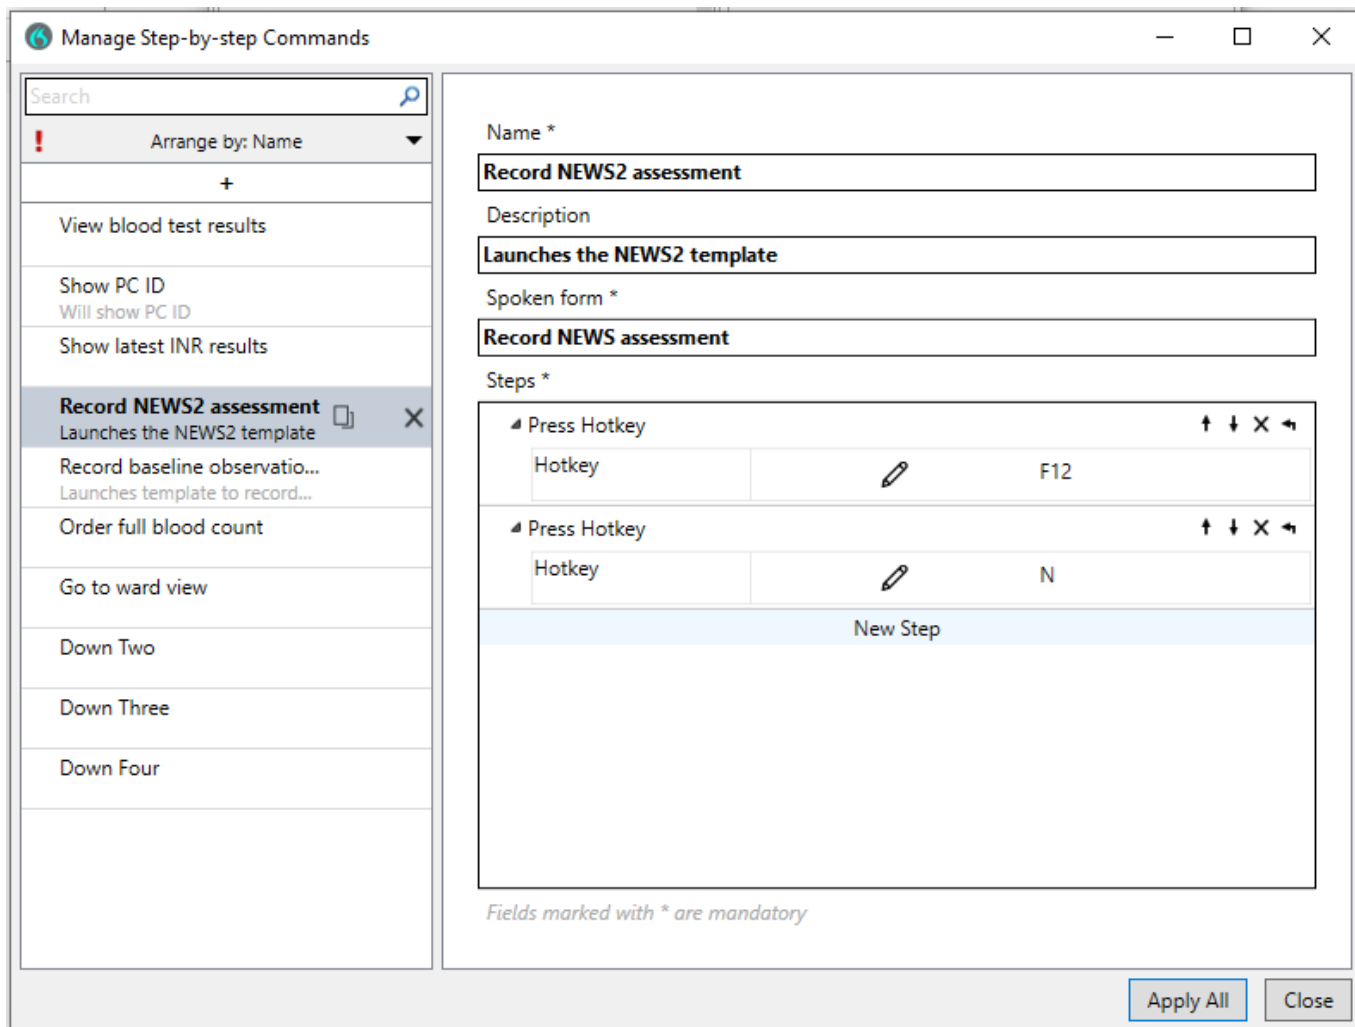 Manage Step-by-step Commands
Search
Arrange by: Name
+
View blood test results
Show PC ID
Will show PC ID
Show latest INR results
Record NEWS2 assessment
Launches the NEWS2 template
Record baseline observatio...
Launches template to record...
Order full blood count
Go to ward view
Down Two
Down Three
Down Four
Name *
Record NEWS2 assessment
Description
Launches the NEWS2 template
Spoken form *
Record NEWS assessment
Steps *
Press Hotkey
Hotkey F12
Press Hotkey
Hotkey N
New Step
Fields marked with * are mandatory
Apply All Close